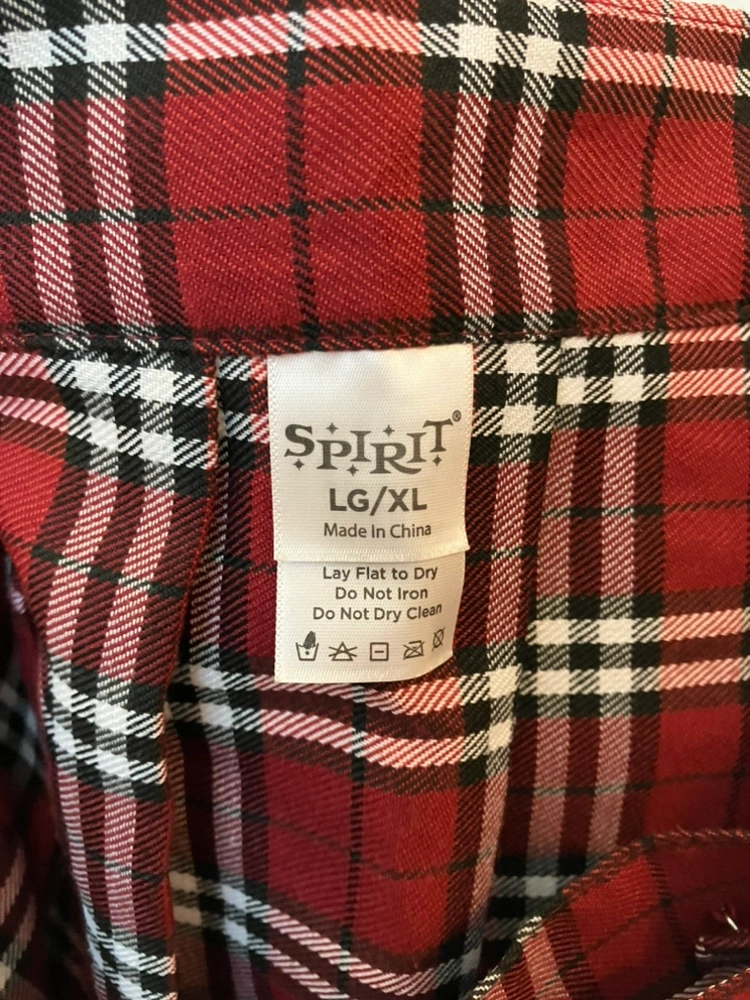 SPIRIT®
LG/XL
Made In China
Lay Flat to Dry
Do Not Iron
Do Not Dry Clean